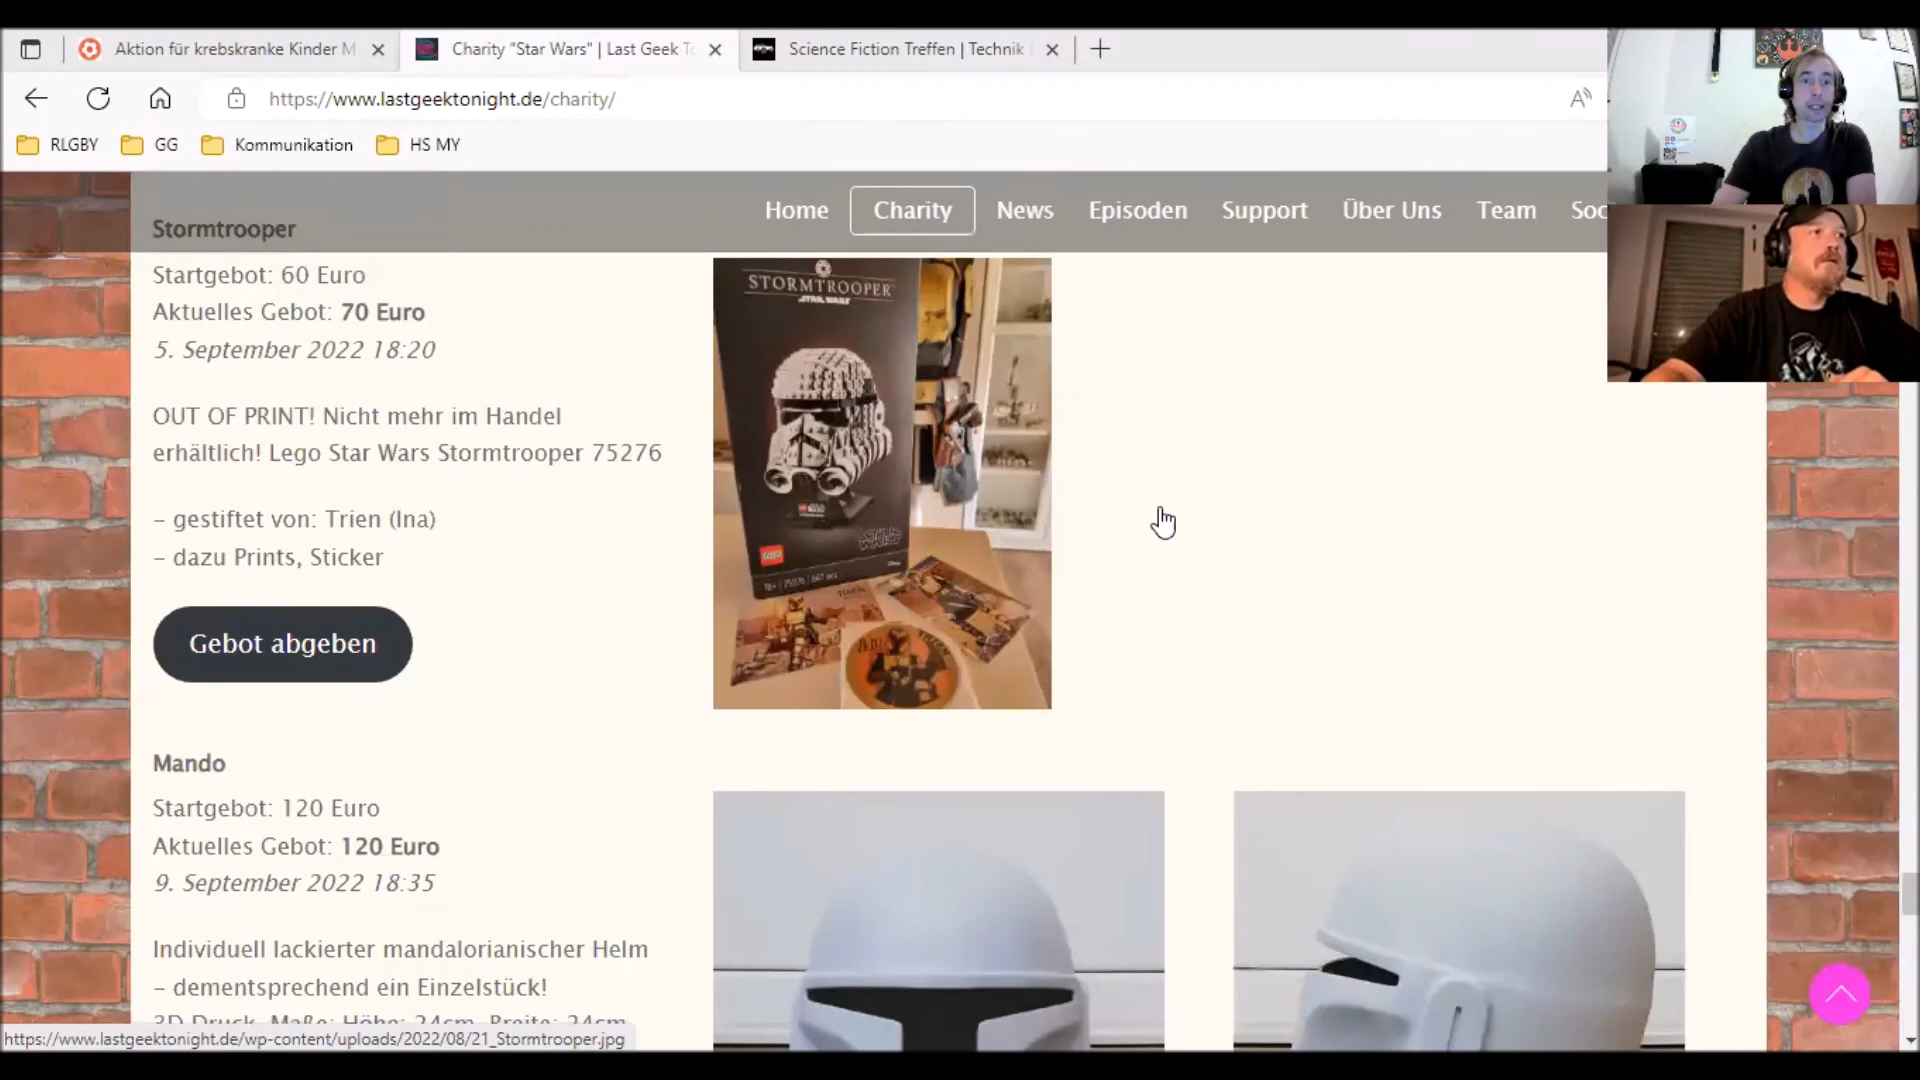 Aktion für krebskranke Kinder M
Charity "Star Wars" | Last Geek To
Science Fiction Treffen | Technik
https://www.lastgeektonight.de/charity/
RLGBY
GG
Kommunikation
HS MY
Home
Charity
News
Episoden
Support
Über Uns
Team
Soc
Stormtrooper
Startgebot: 60 Euro
Aktuelles Gebot: 70 Euro
5. September 2022 18:20
OUT OF PRINT! Nicht mehr im Handel
erhältlich! Lego Star Wars Stormtrooper 75276
– gestiftet von: Trien (Ina)
– dazu Prints, Sticker
Gebot abgeben
STORMTROOPER
STAR WARS
STAR WARS
LEGO
18+ 75276
Mando
Startgebot: 120 Euro
Aktuelles Gebot: 120 Euro
9. September 2022 18:35
Individuell lackierter mandalorianischer Helm
– dementsprechend ein Einzelstück!
3D Druck, Maße: Höhe: 24cm, Breite: 24cm
https://www.lastgeektonight.de/wp-content/uploads/2022/08/21_Stormtrooper.jpg